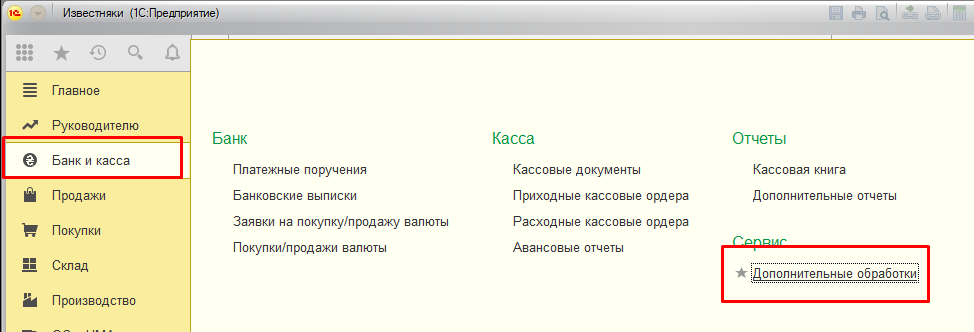 Известняки (1С:Предприятие)
Главное
Руководителю
Банк и касса
Продажи
Покупки
Склад
Производство
Банк
Платежные поручения
Банковские выписки
Заявки на покупку/продажу валюты
Покупки/продажи валюты
Касса
Кассовые документы
Приходные кассовые ордера
Расходные кассовые ордера
Авансовые отчеты
Отчеты
Кассовая книга
Дополнительные отчеты
Сервис
Дополнительные обработки